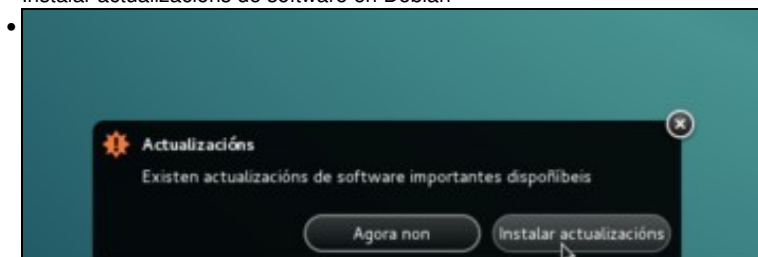 Instalar actualizacións de software en Debian
Actualizacións
Existen actualizacións de software importantes dispoñíbeis
Agora non
Instalar actualizacións